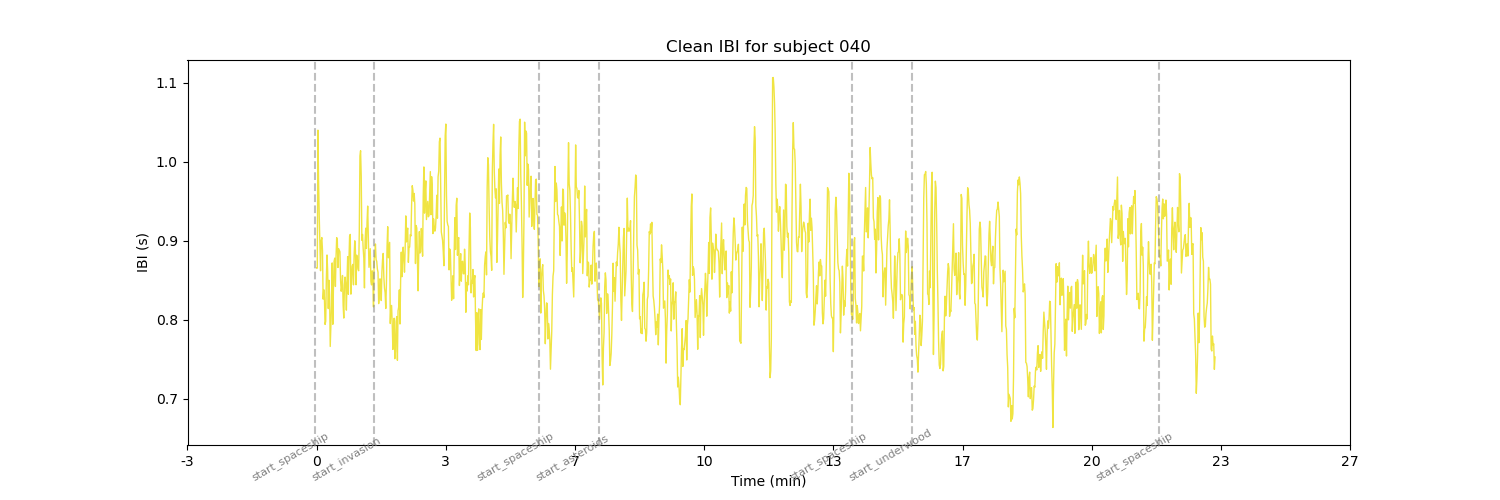 Clean IBI for subject 040
IBI (s)
1.1
1.0
0.9
0.8
0.7
start_spaceship
start_invasion
start_spaceship
start_asteroids
start_spaceship
start_underwood
start_spaceship
-3 0 3 7 10 13 17 20 23 27
Time (min)